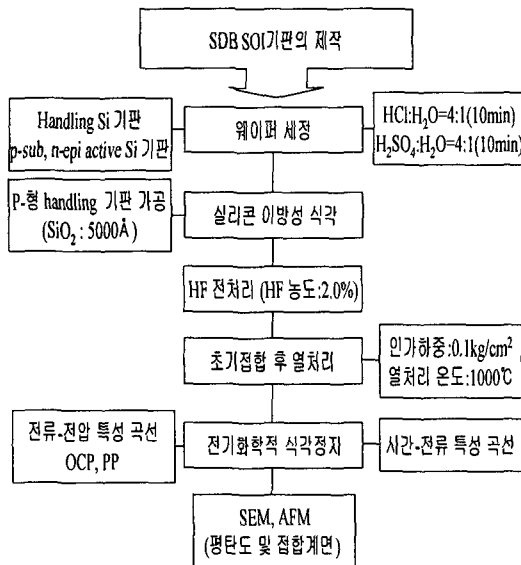 SDB SOI기판의 제작
Handling Si 기판
p-sub, n-epi active Si 기판
웨이퍼 세정
HCl:H₂O=4:1(10min)
H₂SO₄:H₂O=4:1(10min)
P-형 handling 기판 가공
(SiO₂ : 5000Å)
실리콘 이방성 식각
HF 전처리 (HF 농도:2.0%)
초기접합 후 열처리
인가하중:0.1kg/cm²
열처리 온도:1000℃
전류-전압 특성 곡선
OCP, PP
전기화학적 식각정지
시간-전류 특성 곡선
SEM, AFM
(평탄도 및 접합계면)